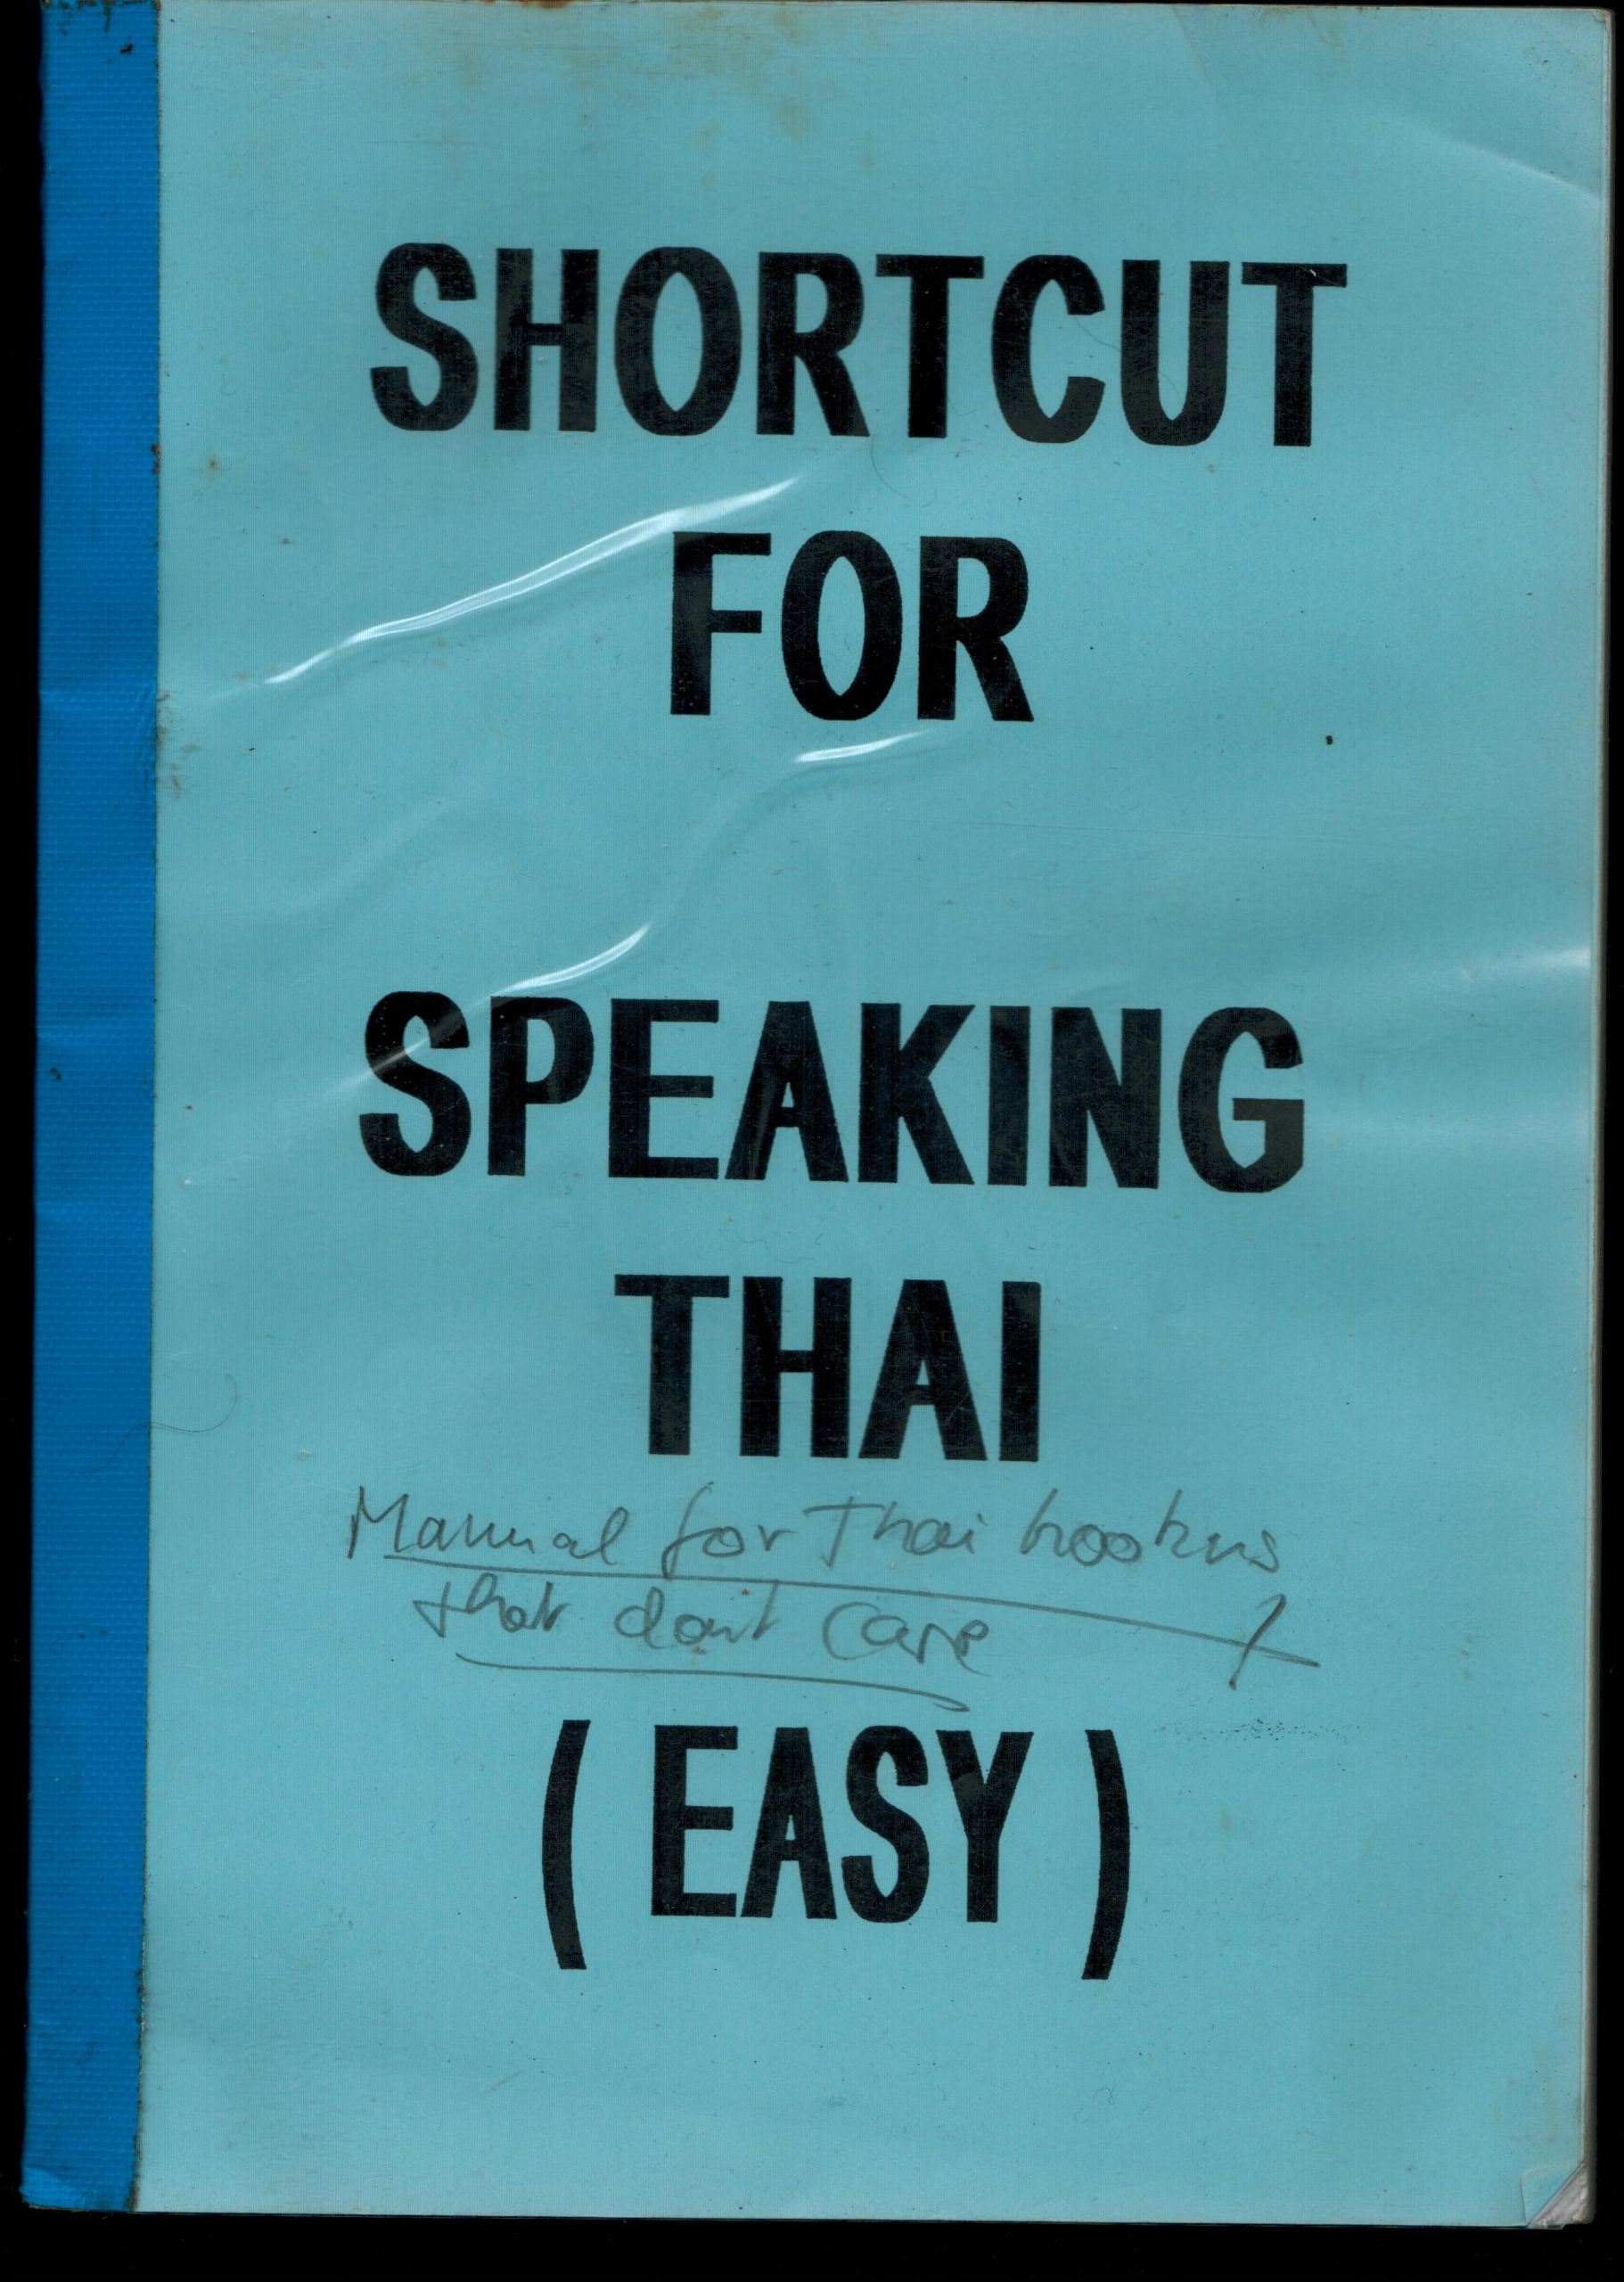 SHORTCUT
FOR
SPEAKING
THAI
Manual for Thai hookers
that don't care
( EASY )